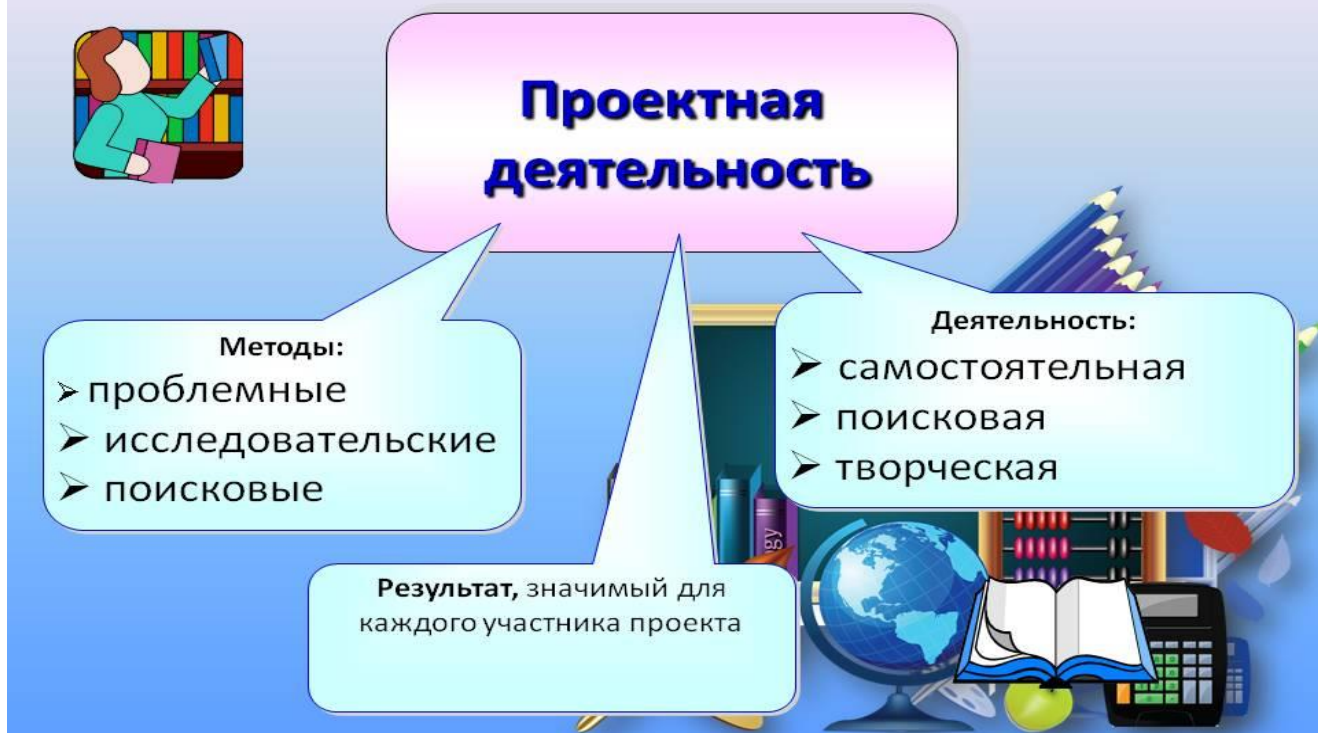 Проектная
деятельность
Методы:
➢ проблемные
➢ исследовательские
➢ поисковые
Деятельность:
➢ самостоятельная
➢ поисковая
➢ творческая
Результат, значимый для
каждого участника проекта